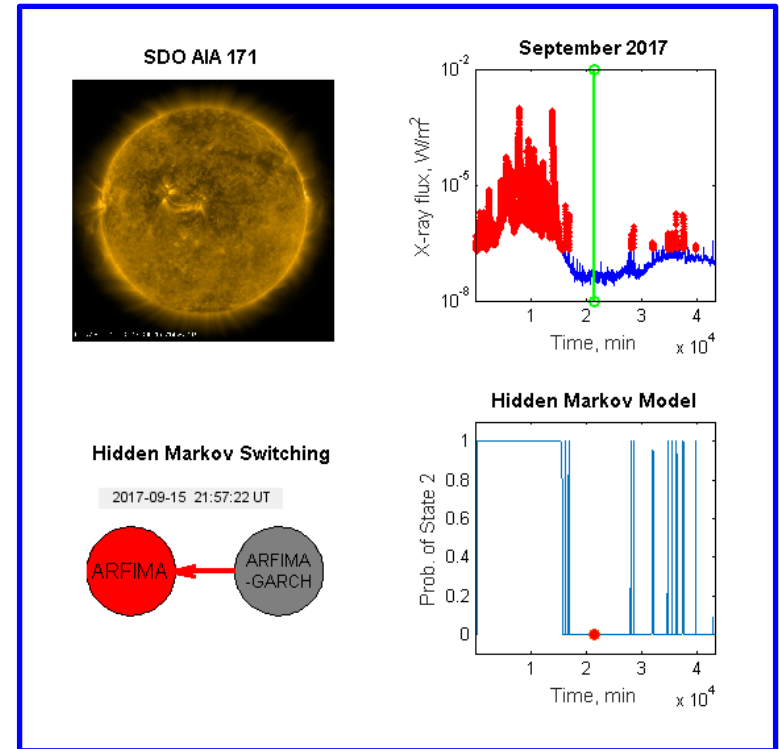 SDO AIA 171
September 2017
10^-2
10^-5
10^-8
X-ray flux, W/m²
1 2 3 4
Time, min
x 10^4
Hidden Markov Switching
2017-09-15 21:57:22 UT
ARFIMA
ARFIMA
-GARCH
Hidden Markov Model
1
0.8
0.6
0.4
0.2
0
Prob. of State 2
1 2 3 4
Time, min
x 10^4